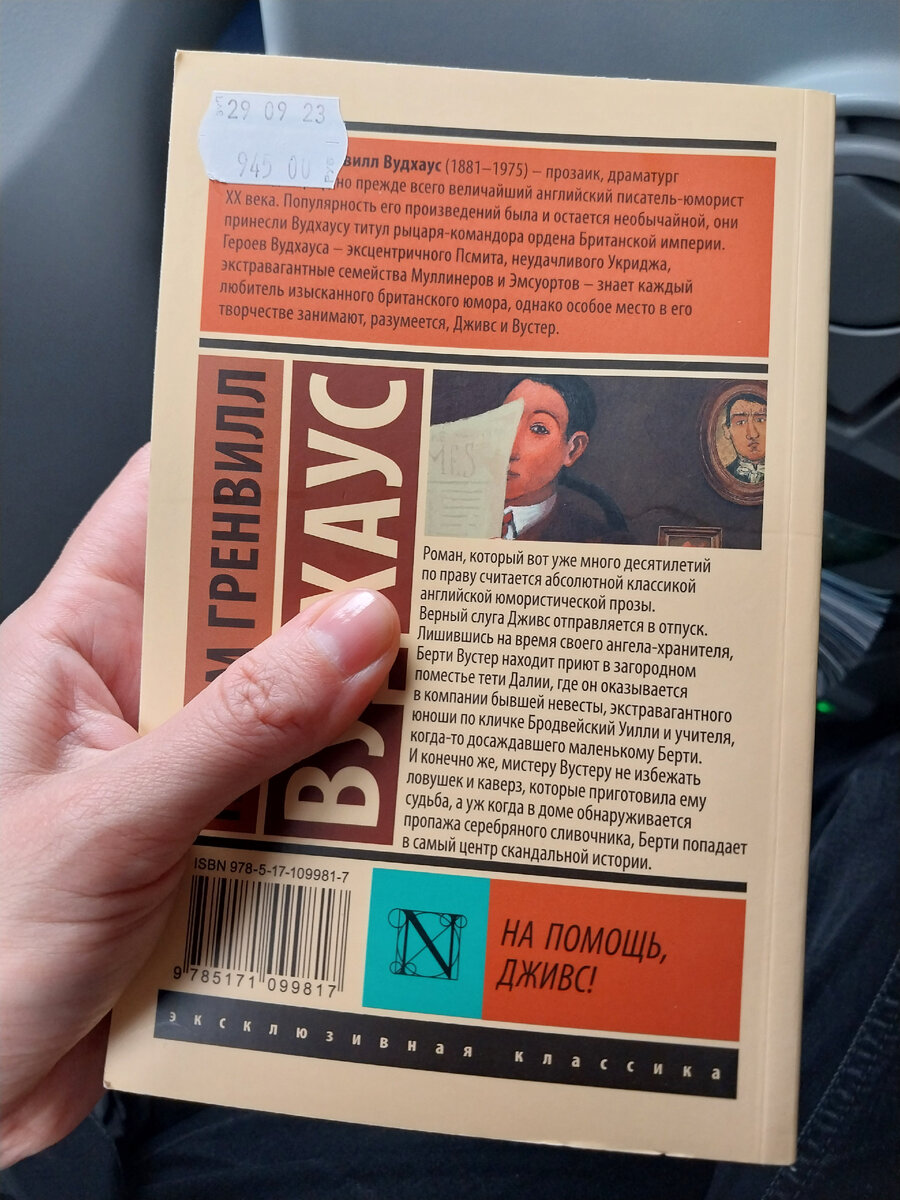 29 09 23
945 00
РУБ
вилл Вудхаус (1881–1975) – прозаик, драматург
но прежде всего величайший английский писатель-юморист
XX века. Популярность его произведений была и остается необычайной, они
принесли Вудхаусу титул рыцаря-командора ордена Британской империи.
Героев Вудхауса – эксцентричного Псмита, неудачливого Укриджа,
экстравагантные семейства Муллинеров и Эмсуортов – знает каждый
любитель изысканного британского юмора, однако особое место в его
творчестве занимают, разумеется, Дживс и Вустер.
М ГРЕНВИЛЛ
ВУ ХАУС
MES
Роман, который вот уже много десятилетий
по праву считается абсолютной классикой
английской юмористической прозы.
Верный слуга Дживс отправляется в отпуск.
Лишившись на время своего ангела-хранителя,
Берти Вустер находит приют в загородном
поместье тети Далии, где он оказывается
в компании бывшей невесты, экстравагантного
юноши по кличке Бродвейский Уилли и учителя,
когда-то досаждавшего маленькому Берти.
И конечно же, мистеру Вустеру не избежать
ловушек и каверз, которые приготовила ему
судьба, а уж когда в доме обнаруживается
пропажа серебряного сливочника, Берти попадает
в самый центр скандальной истории.
ISBN 978-5-17-109981-7
9 785171 099817
N
НА ПОМОЩЬ,
ДЖИВС!
эксклюзивная классика